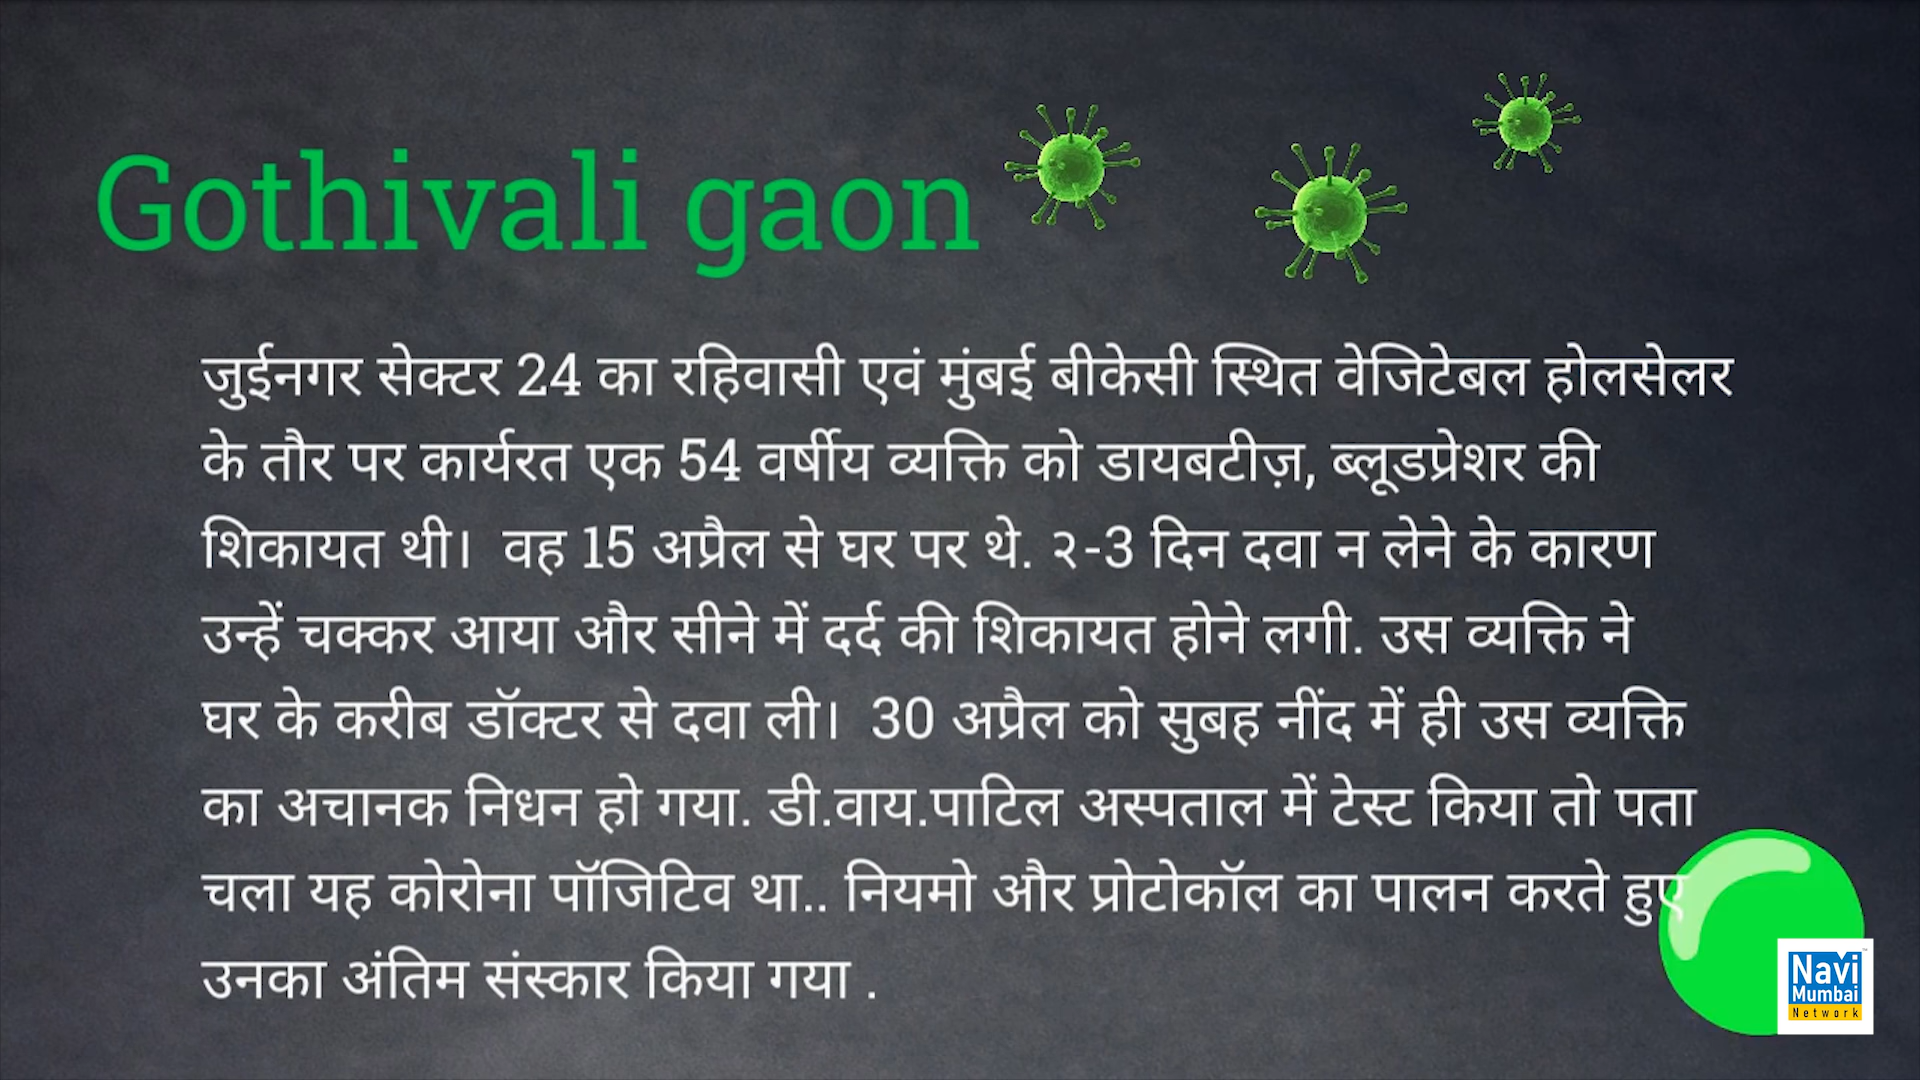 Gothivali gaon
जुईनगर सेक्टर 24 का रहिवासी एवं मुंबई बीकेसी स्थित वेजिटेबल होलसेलर
के तौर पर कार्यरत एक 54 वर्षीय व्यक्ति को डायबटीज़, ब्लूडप्रेशर की
शिकायत थी। वह 15 अप्रैल से घर पर थे. २-3 दिन दवा न लेने के कारण
उन्हें चक्कर आया और सीने में दर्द की शिकायत होने लगी. उस व्यक्ति ने
घर के करीब डॉक्टर से दवा ली। 30 अप्रैल को सुबह नींद में ही उस व्यक्ति
का अचानक निधन हो गया. डी.वाय.पाटिल अस्पताल में टेस्ट किया तो पता
चला यह कोरोना पॉजिटिव था.. नियमो और प्रोटोकॉल का पालन करते हुए
उनका अंतिम संस्कार किया गया .
Navi
Mumbai
Network